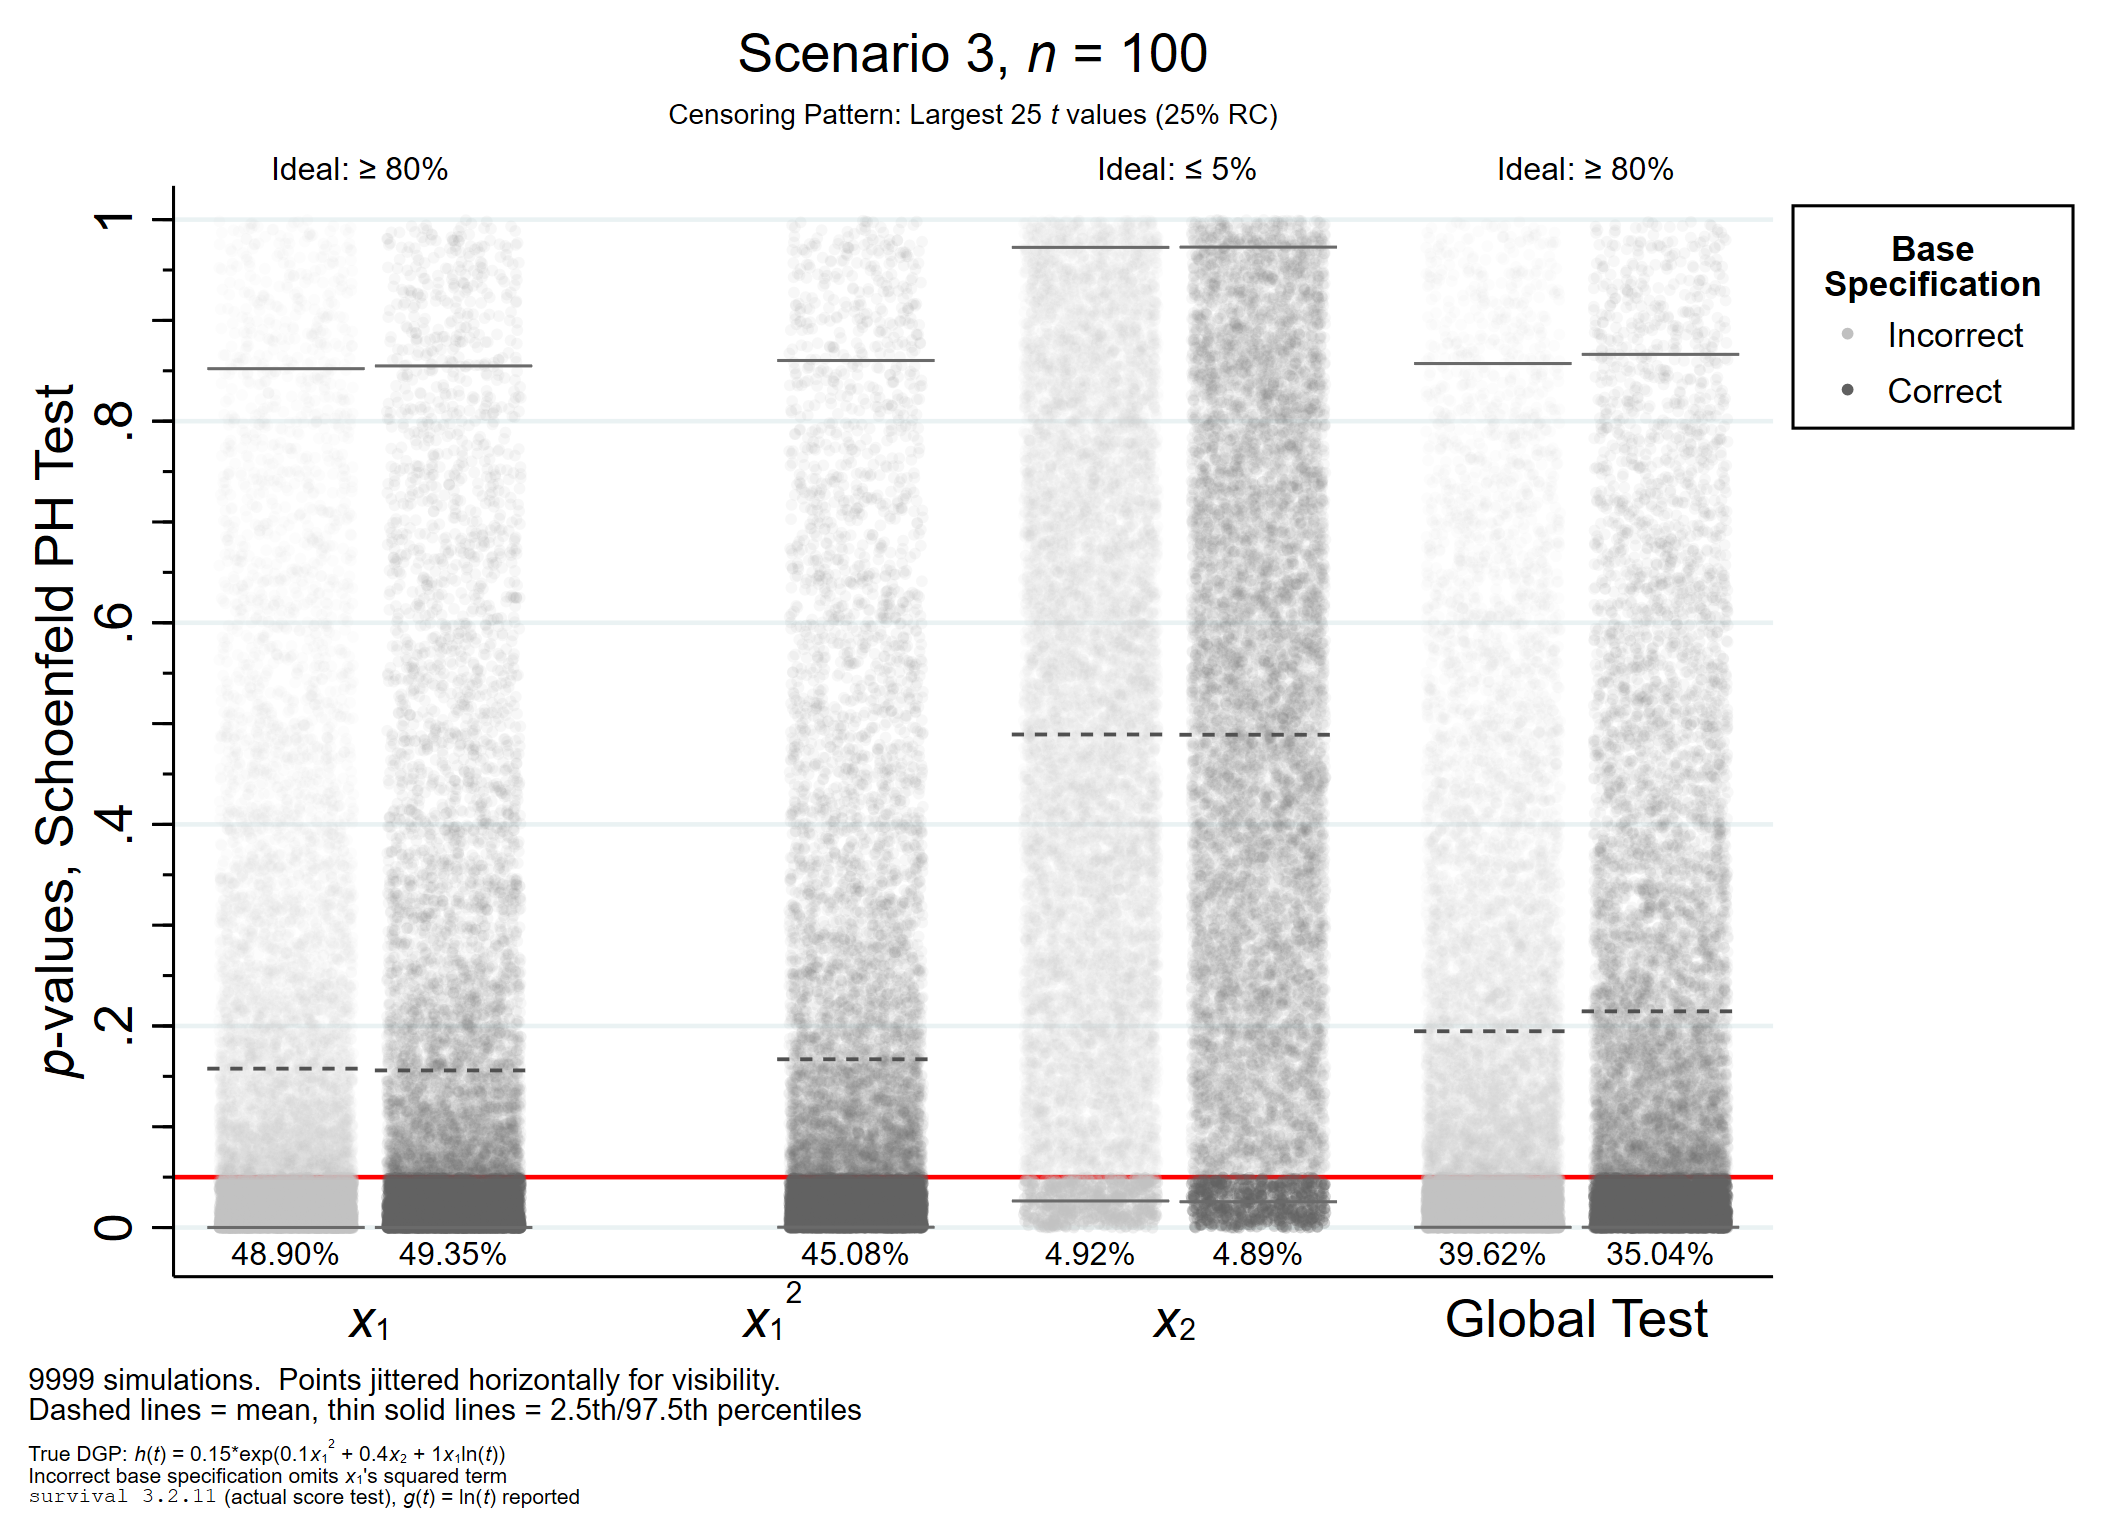 Scenario 3, n = 100
Censoring Pattern: Largest 25 t values (25% RC)
Ideal: ≥ 80%
Ideal: ≤ 5%
Ideal: ≥ 80%
p-values, Schoenfeld PH Test
1
.8
.6
.4
.2
0
Base
Specification
Incorrect
Correct
48.90% 49.35% 45.08% 4.92% 4.89% 39.62% 35.04%
x₁ x₁² x₂ Global Test
9999 simulations.  Points jittered horizontally for visibility.
Dashed lines = mean, thin solid lines = 2.5th/97.5th percentiles
True DGP: h(t) = 0.15*exp(0.1x₁² + 0.4x₂ + 1x₁ln(t))
Incorrect base specification omits x₁'s squared term
survival 3.2.11 (actual score test), g(t) = ln(t) reported